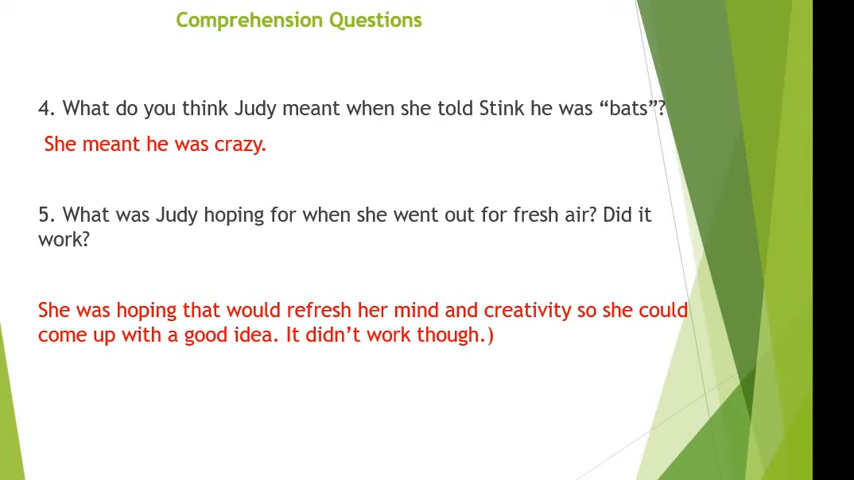 Comprehension Questions
4. What do you think Judy meant when she told Stink he was “bats”?
She meant he was crazy.
5. What was Judy hoping for when she went out for fresh air? Did it
work?
She was hoping that would refresh her mind and creativity so she could
come up with a good idea. It didn’t work though.)